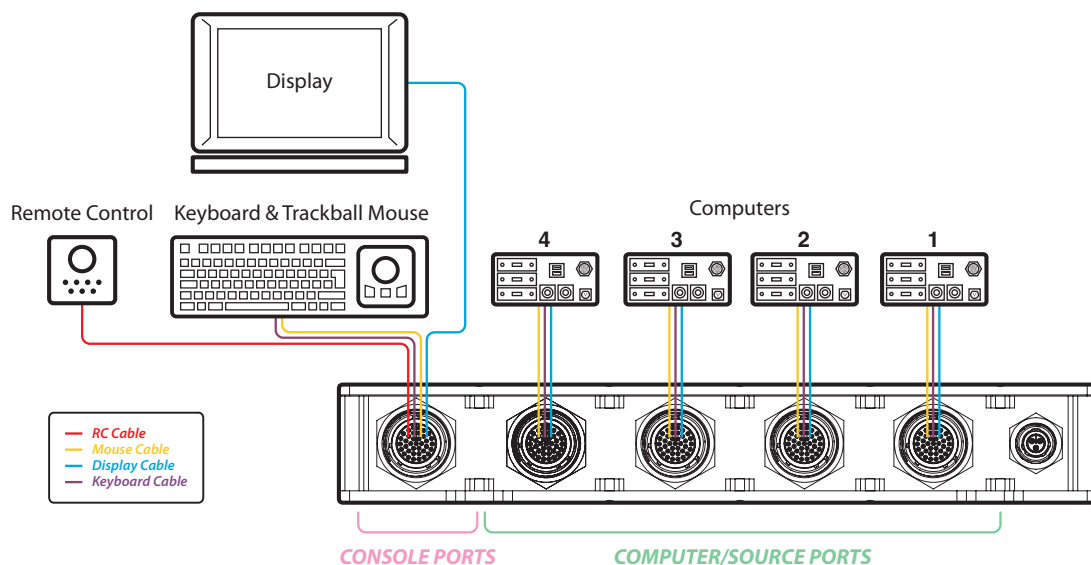 Display
Remote Control
Keyboard & Trackball Mouse
Computers
4
3
2
1
RC Cable
Mouse Cable
Display Cable
Keyboard Cable
CONSOLE PORTS
COMPUTER/SOURCE PORTS